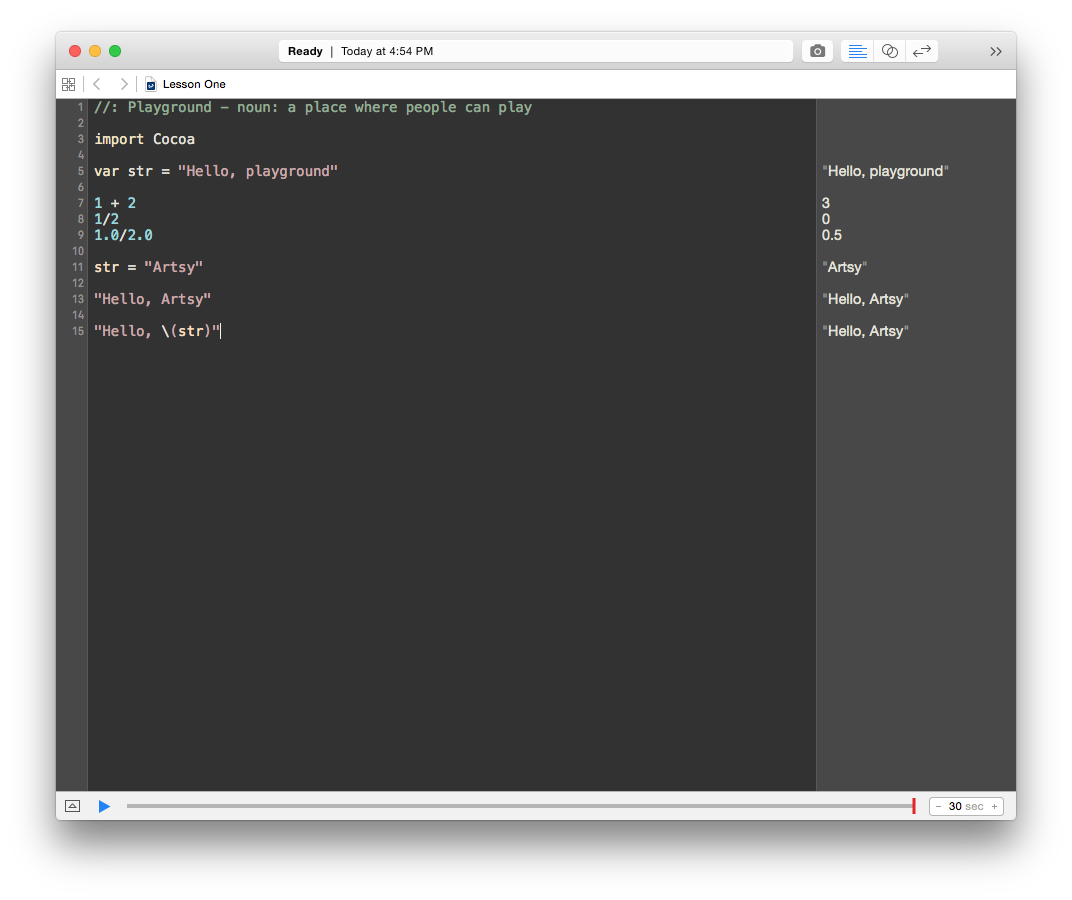 Ready | Today at 4:54 PM
Lesson One
1 //: Playground – noun: a place where people can play
2
3 import Cocoa
4
5 var str = "Hello, playground" "Hello, playground"
6
7 1 + 2 3
8 1/2 0
9 1.0/2.0 0.5
10
11 str = "Artsy" "Artsy"
12
13 "Hello, Artsy" "Hello, Artsy"
14
15 "Hello, \(str)" "Hello, Artsy"
– 30 sec +